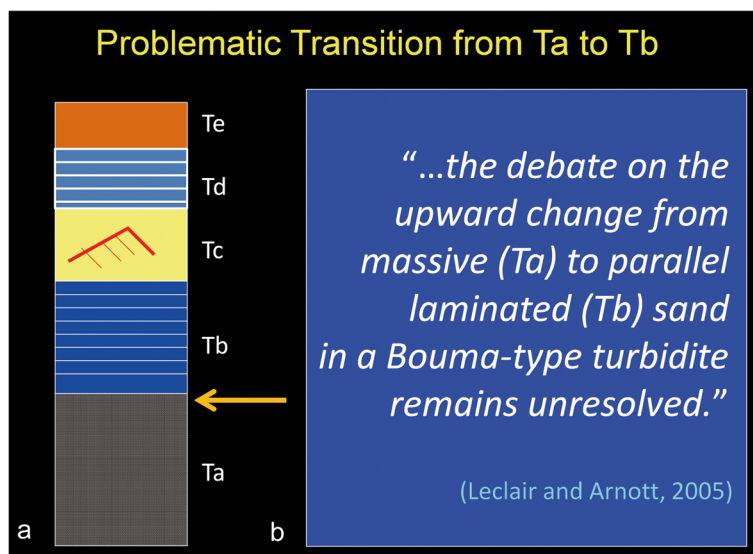 Problematic Transition from Ta to Tb
Te
Td
Tc
Tb
Ta
a
“…the debate on the
upward change from
massive (Ta) to parallel
laminated (Tb) sand
in a Bouma-type turbidite
remains unresolved.”
(Leclair and Arnott, 2005)
b